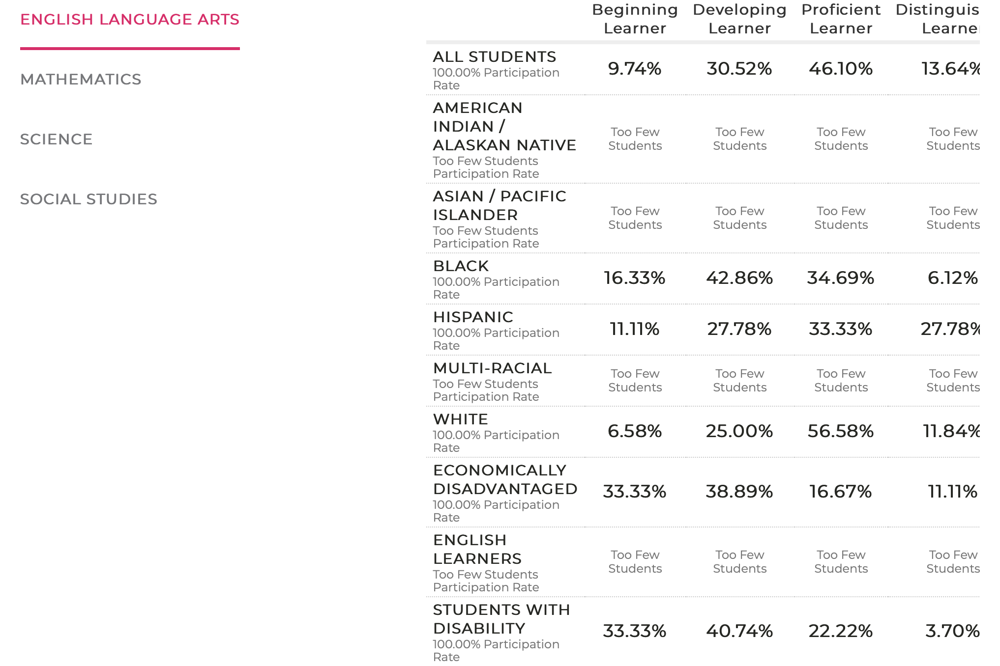 ENGLISH LANGUAGE ARTS
MATHEMATICS
SCIENCE
SOCIAL STUDIES
Beginning Learner Developing Learner Proficient Learner Distinguis Learner
ALL STUDENTS
100.00% Participation
Rate
9.74% 30.52% 46.10% 13.64%
AMERICAN
INDIAN /
ALASKAN NATIVE
Too Few Students
Participation Rate
Too Few Too Few Too Few Too Few
Students Students Students Students
ASIAN / PACIFIC
ISLANDER
Too Few Students
Participation Rate
Too Few Too Few Too Few Too Few
Students Students Students Students
BLACK
100.00% Participation
Rate
16.33% 42.86% 34.69% 6.12%
HISPANIC
100.00% Participation
Rate
11.11% 27.78% 33.33% 27.78%
MULTI-RACIAL
Too Few Students
Participation Rate
Too Few Too Few Too Few Too Few
Students Students Students Students
WHITE
100.00% Participation
Rate
6.58% 25.00% 56.58% 11.84%
ECONOMICALLY
DISADVANTAGED
100.00% Participation
Rate
33.33% 38.89% 16.67% 11.11%
ENGLISH
LEARNERS
Too Few Students
Participation Rate
Too Few Too Few Too Few Too Few
Students Students Students Students
STUDENTS WITH
DISABILITY
100.00% Participation
Rate
33.33% 40.74% 22.22% 3.70%